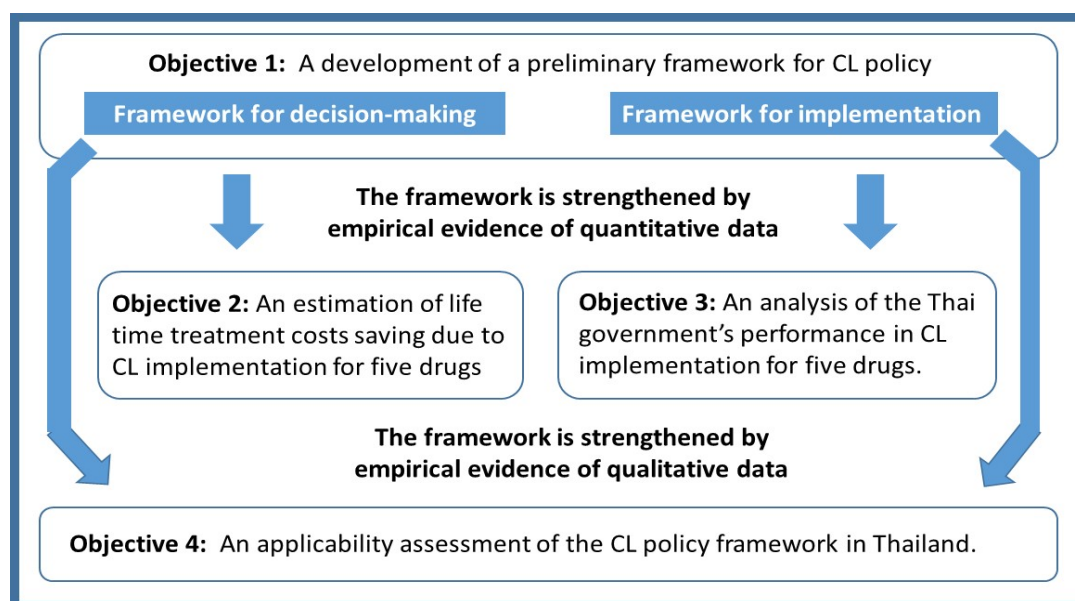 Objective 1: A development of a preliminary framework for CL policy
Framework for decision-making
Framework for implementation
The framework is strengthened by
empirical evidence of quantitative data
Objective 2: An estimation of life
time treatment costs saving due to
CL implementation for five drugs
Objective 3: An analysis of the Thai
government's performance in CL
implementation for five drugs.
The framework is strengthened by
empirical evidence of qualitative data
Objective 4: An applicability assessment of the CL policy framework in Thailand.